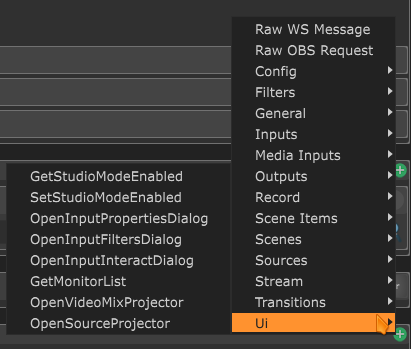 Raw WS Message
Raw OBS Request
Config
Filters
General
Inputs
Media Inputs
Outputs
Record
Scene Items
Scenes
Sources
Stream
Transitions
Ui
GetStudioModeEnabled
SetStudioModeEnabled
OpenInputPropertiesDialog
OpenInputFiltersDialog
OpenInputInteractDialog
GetMonitorList
OpenVideoMixProjector
OpenSourceProjector